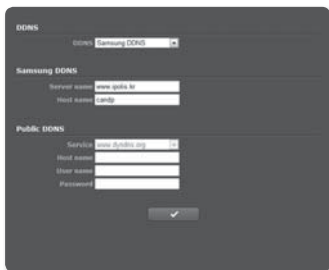 DDNS
DDNS Samsung DDNS
Samsung DDNS
Server name www.ipolis.kr
Host name candp
Public DDNS
Service www.dyndns.org
Host name
User name
Password